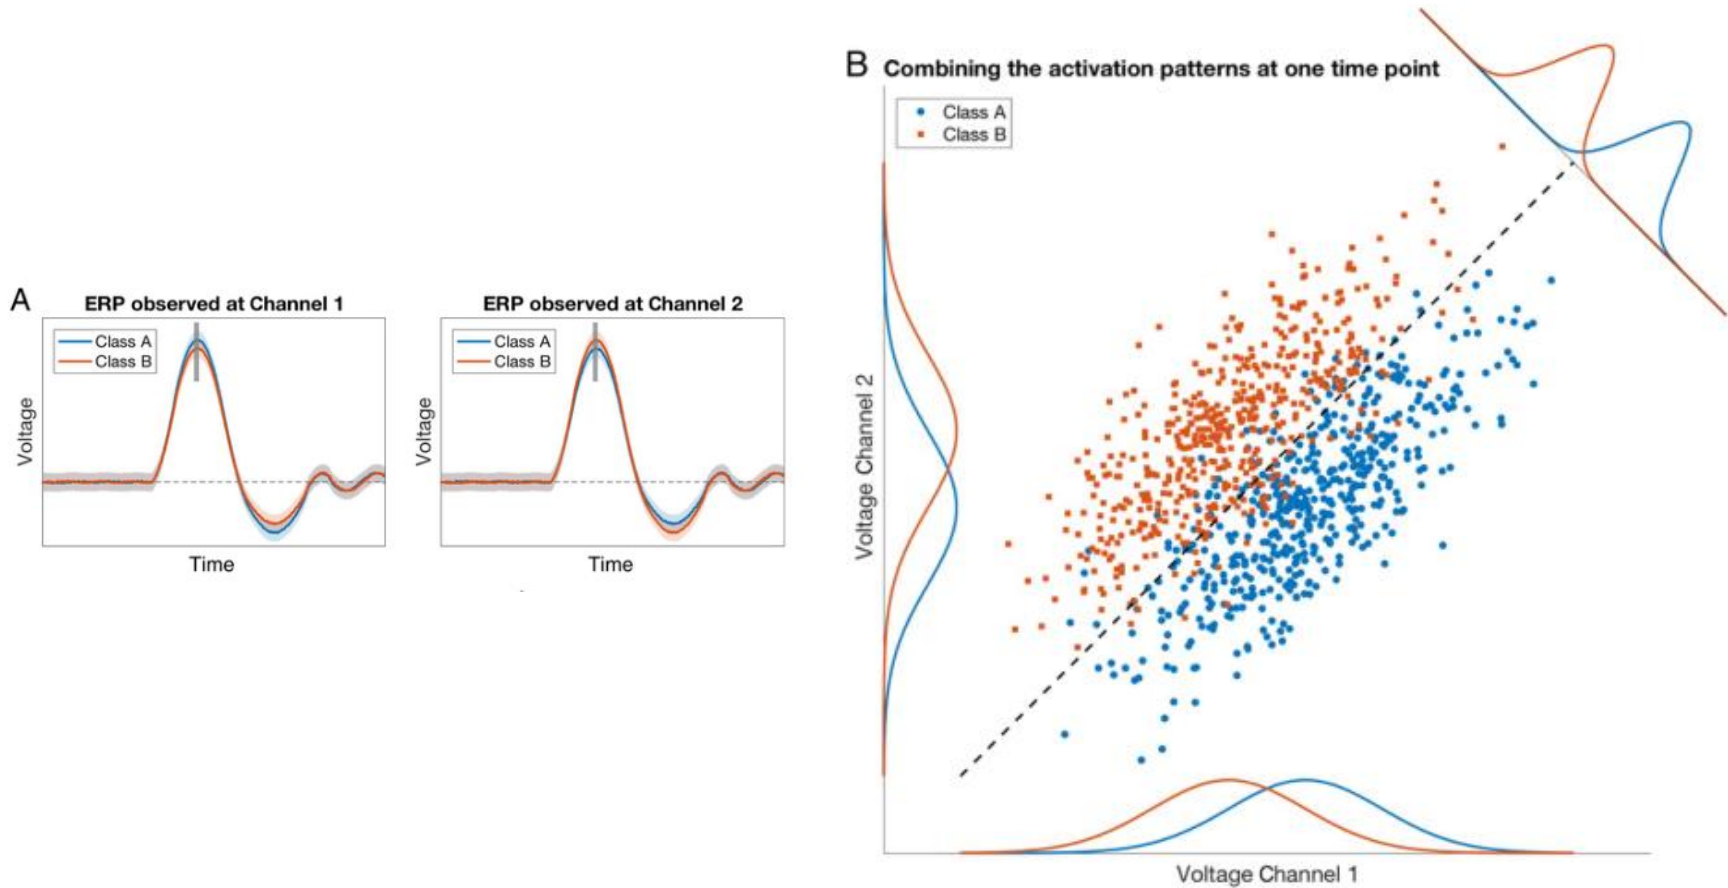 A
ERP observed at Channel 1
Class A
Class B
Voltage
Time
ERP observed at Channel 2
Class A
Class B
Voltage
Time
B
Combining the activation patterns at one time point
Class A
Class B
Voltage Channel 2
Voltage Channel 1